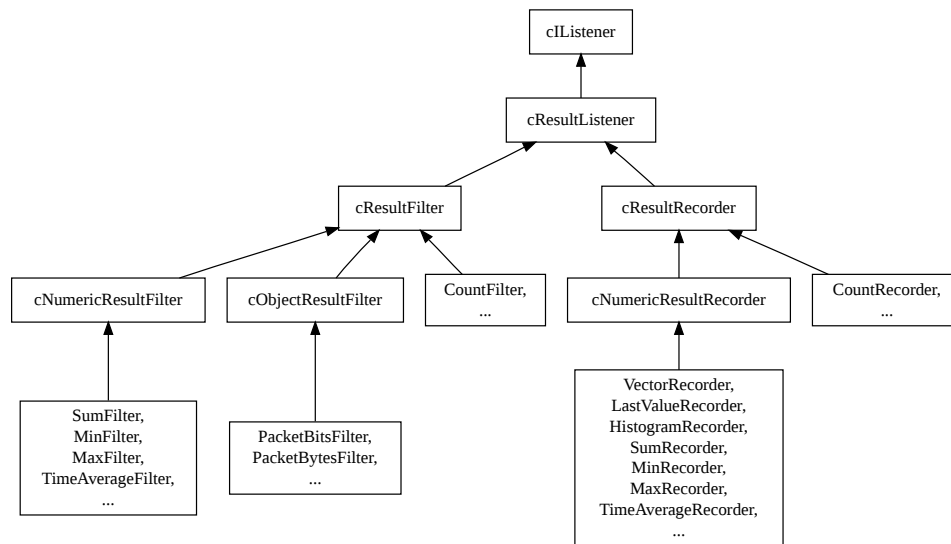 cIListener
cResultListener
cResultFilter
cResultRecorder
cNumericResultFilter
cObjectResultFilter
CountFilter,
...
cNumericResultRecorder
CountRecorder,
...
SumFilter,
MinFilter,
MaxFilter,
TimeAverageFilter,
...
PacketBitsFilter,
PacketBytesFilter,
...
VectorRecorder,
LastValueRecorder,
HistogramRecorder,
SumRecorder,
MinRecorder,
MaxRecorder,
TimeAverageRecorder,
...